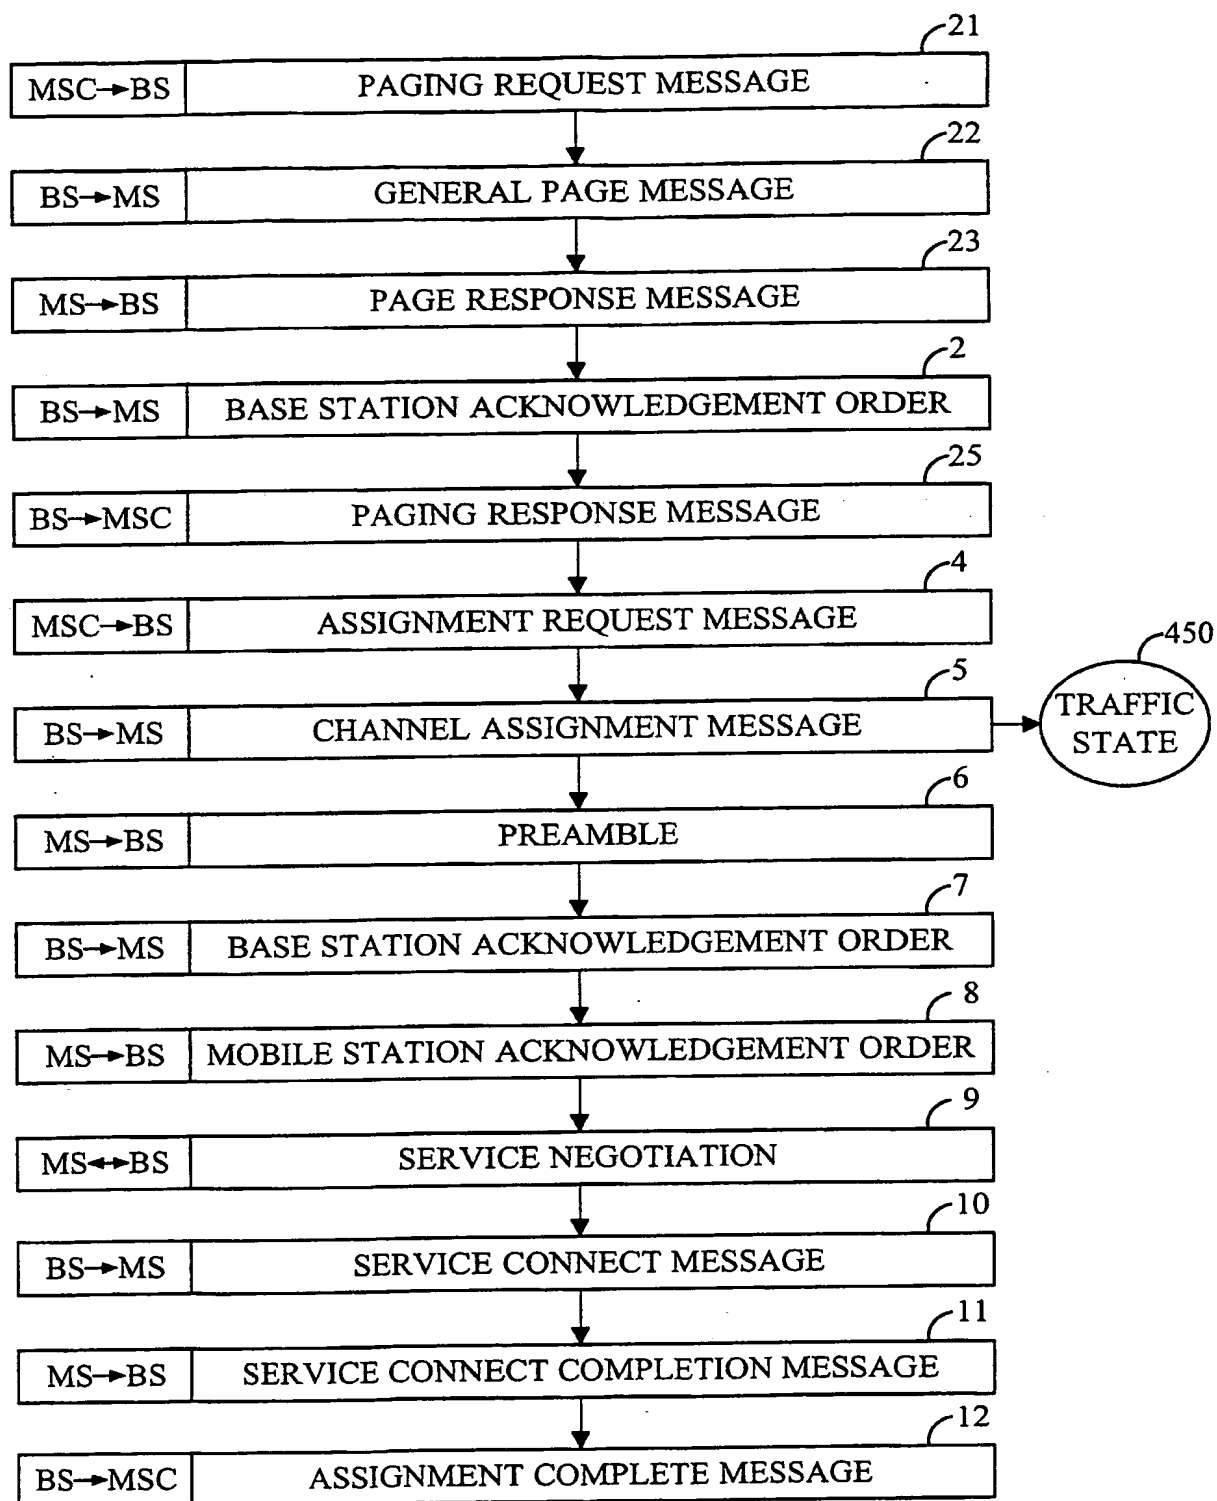 21
MSC→BS PAGING REQUEST MESSAGE
22
BS→MS GENERAL PAGE MESSAGE
23
MS→BS PAGE RESPONSE MESSAGE
2
BS→MS BASE STATION ACKNOWLEDGEMENT ORDER
25
BS→MSC PAGING RESPONSE MESSAGE
4
MSC→BS ASSIGNMENT REQUEST MESSAGE
5
BS→MS CHANNEL ASSIGNMENT MESSAGE
450
TRAFFIC
STATE
6
MS→BS PREAMBLE
7
BS→MS BASE STATION ACKNOWLEDGEMENT ORDER
8
MS→BS MOBILE STATION ACKNOWLEDGEMENT ORDER
9
MS↔BS SERVICE NEGOTIATION
10
BS→MS SERVICE CONNECT MESSAGE
11
MS→BS SERVICE CONNECT COMPLETION MESSAGE
12
BS→MSC ASSIGNMENT COMPLETE MESSAGE